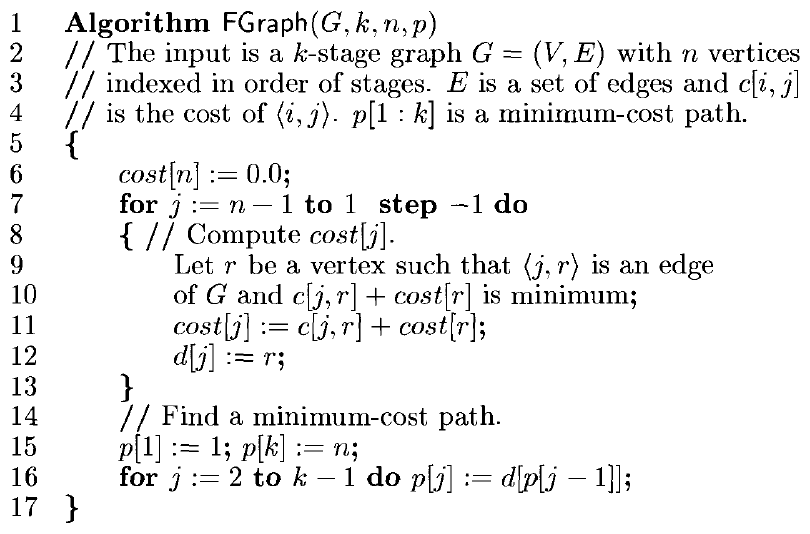 1 Algorithm FGraph(G, k, n, p)
2 // The input is a k-stage graph G = (V, E) with n vertices
3 // indexed in order of stages. E is a set of edges and c[i, j]
4 // is the cost of ⟨i, j⟩. p[1 : k] is a minimum-cost path.
5 {
6 cost[n] := 0.0;
7 for j := n − 1 to 1 step −1 do
8 { // Compute cost[j].
9 Let r be a vertex such that ⟨j, r⟩ is an edge
10 of G and c[j, r] + cost[r] is minimum;
11 cost[j] := c[j, r] + cost[r];
12 d[j] := r;
13 }
14 // Find a minimum-cost path.
15 p[1] := 1; p[k] := n;
16 for j := 2 to k − 1 do p[j] := d[p[j − 1]];
17 }